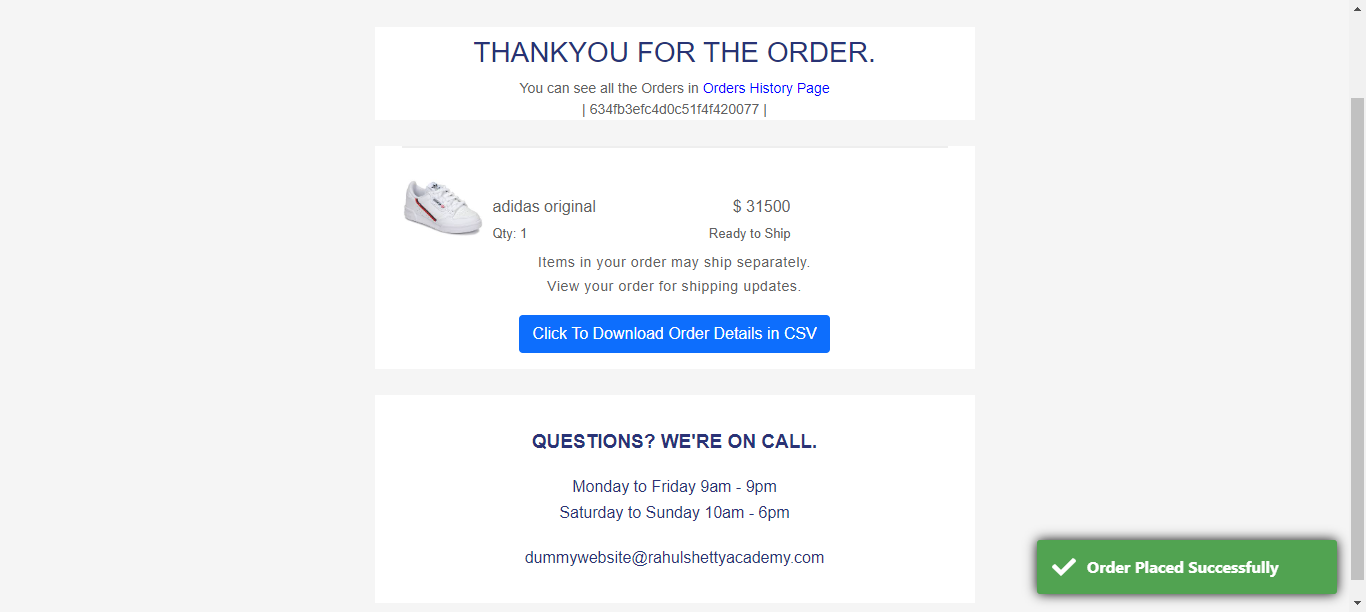 THANKYOU FOR THE ORDER.
You can see all the Orders in Orders History Page
| 634fb3efc4d0c51f4f420077 |
adidas original $ 31500
Qty: 1 Ready to Ship
Items in your order may ship separately.
View your order for shipping updates.
Click To Download Order Details in CSV
QUESTIONS? WE'RE ON CALL.
Monday to Friday 9am - 9pm
Saturday to Sunday 10am - 6pm
dummywebsite@rahulshettyacademy.com
Order Placed Successfully